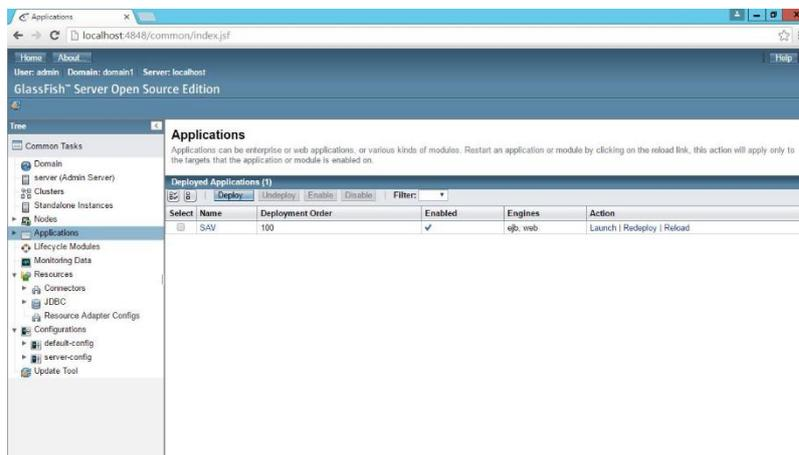 Applications
localhost:4848/common/index.jsf
Home About...
Help
User: admin Domain: domain1 Server: localhost
GlassFish™ Server Open Source Edition
Tree
Common Tasks
Domain
server (Admin Server)
Clusters
Standalone Instances
Nodes
Applications
Lifecycle Modules
Monitoring Data
Resources
Connectors
JDBC
Resource Adapter Configs
Configurations
default-config
server-config
Update Tool
Applications
Applications can be enterprise or web applications, or various kinds of modules. Restart an application or module by clicking on the reload link, this action will apply only to
the targets that the application or module is enabled on.
Deployed Applications (1)
Deploy... Undeploy Enable Disable Filter:
Select Name Deployment Order Enabled Engines Action
SAV 100 ejb, web Launch | Redeploy | Reload